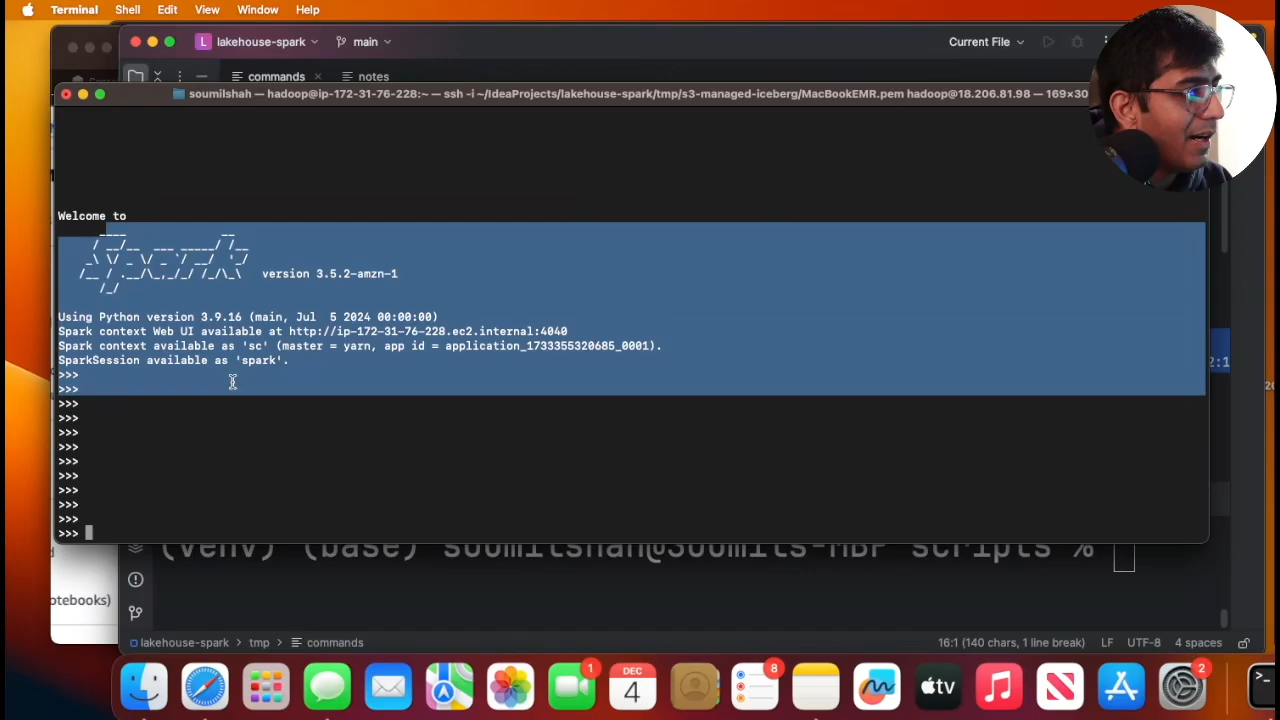 Terminal Shell Edit View Window Help
L lakehouse-spark main Current File
commands notes
soumilshah — hadoop@ip-172-31-76-228:~ — ssh -i ~/IdeaProjects/lakehouse-spark/tmp/s3-managed-iceberg/MacBookEMR.pem hadoop@18.206.81.98 — 169×30
Welcome to
version 3.5.2-amzn-1
Using Python version 3.9.16 (main, Jul  5 2024 00:00:00)
Spark context Web UI available at http://ip-172-31-76-228.ec2.internal:4040
Spark context available as 'sc' (master = yarn, app id = application_1733355320685_0001).
SparkSession available as 'spark'.
>>>
>>>
>>>
>>>
>>>
>>>
>>>
>>>
>>>
>>>
>>>
>>>
(venv) (base) soumilshah@Soumils-MBP scripts %
notebooks)
lakehouse-spark > tmp > commands 16:1 (140 chars, 1 line break) LF UTF-8 4 spaces
1
DEC
4
8
tv
2